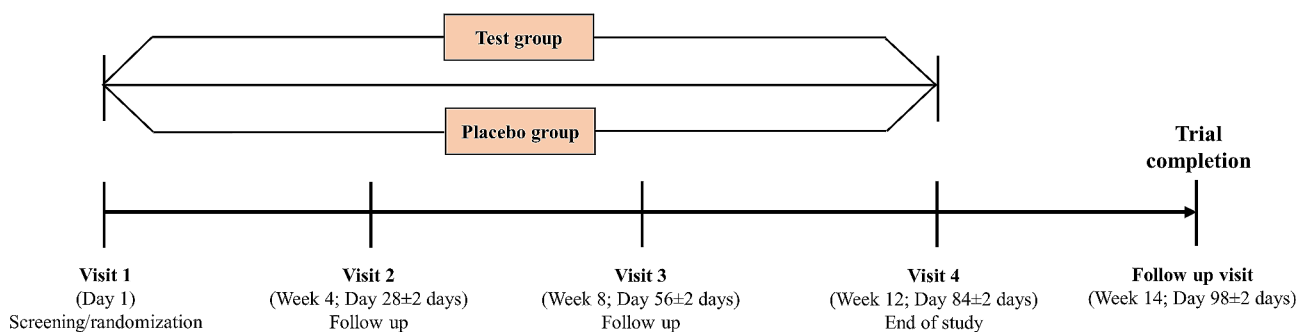 Test group
Placebo group
Trial
completion
Visit 1
(Day 1)
Screening/randomization
Visit 2
(Week 4; Day 28±2 days)
Follow up
Visit 3
(Week 8; Day 56±2 days)
Follow up
Visit 4
(Week 12; Day 84±2 days)
End of study
Follow up visit
(Week 14; Day 98±2 days)